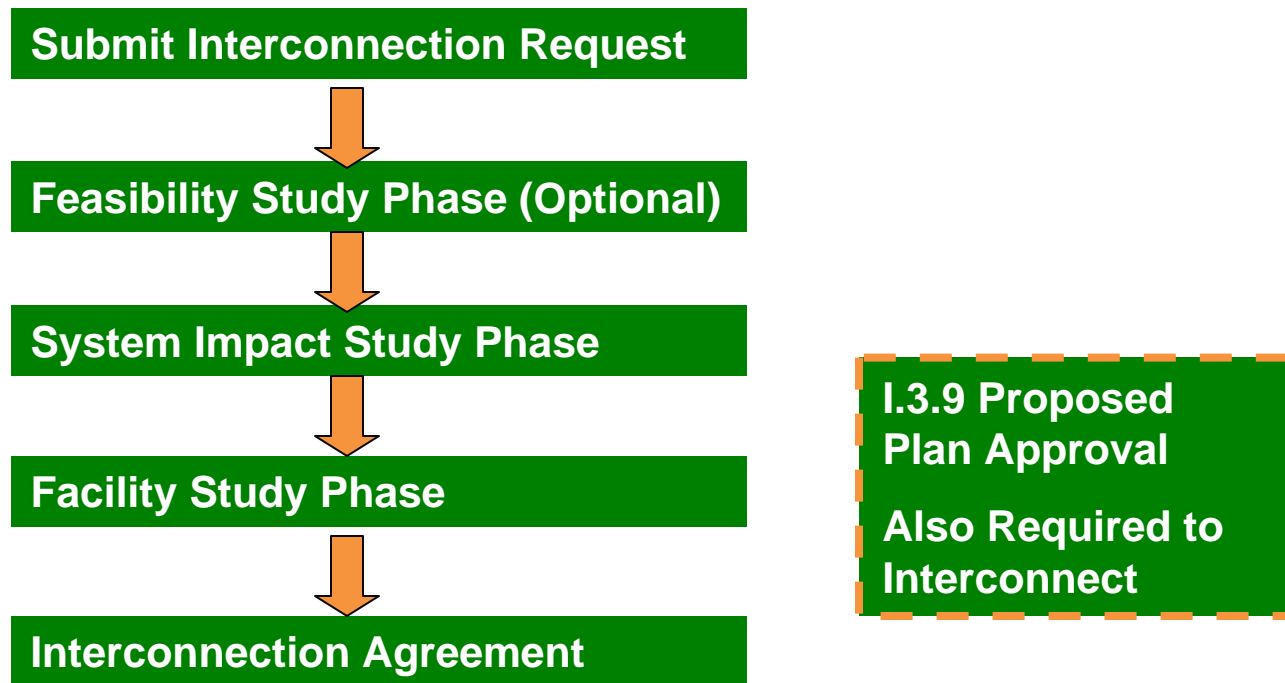 Submit Interconnection Request
Feasibility Study Phase (Optional)
System Impact Study Phase
Facility Study Phase
Interconnection Agreement
I.3.9 Proposed
Plan Approval
Also Required to
Interconnect